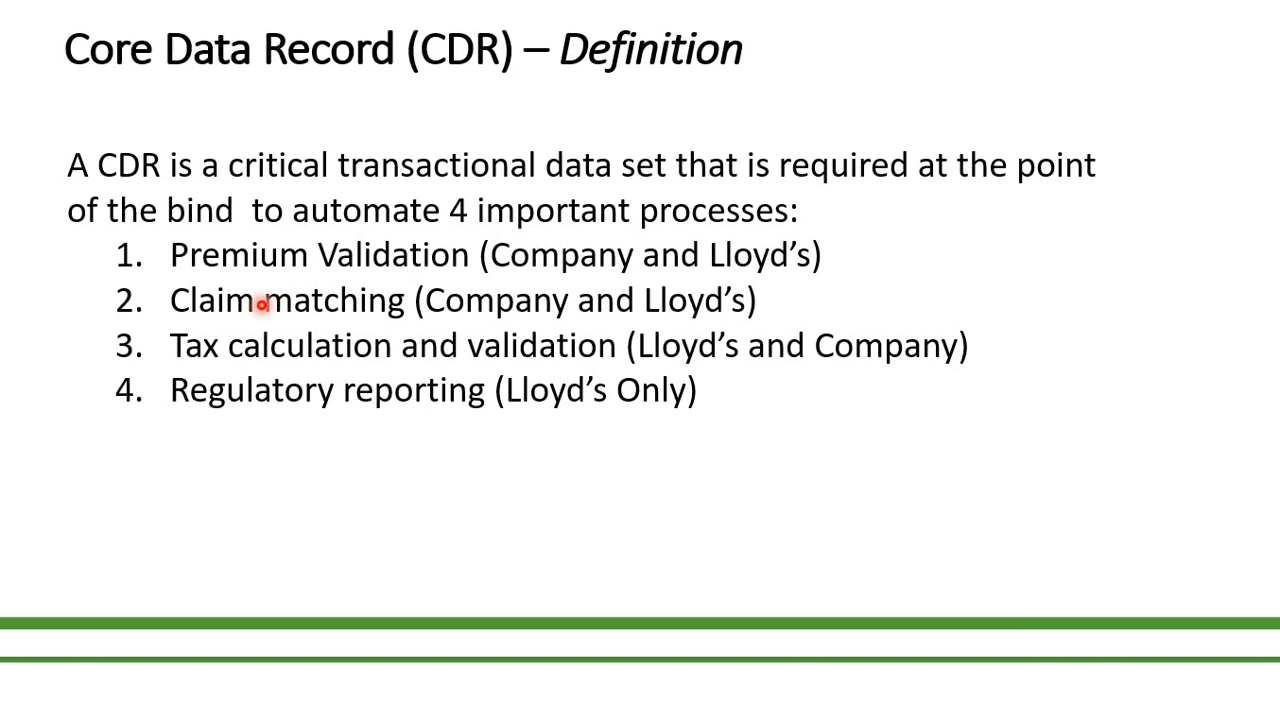 Core Data Record (CDR) – Definition
A CDR is a critical transactional data set that is required at the point
of the bind  to automate 4 important processes:
1. Premium Validation (Company and Lloyd’s)
2. Claim matching (Company and Lloyd’s)
3. Tax calculation and validation (Lloyd’s and Company)
4. Regulatory reporting (Lloyd’s Only)